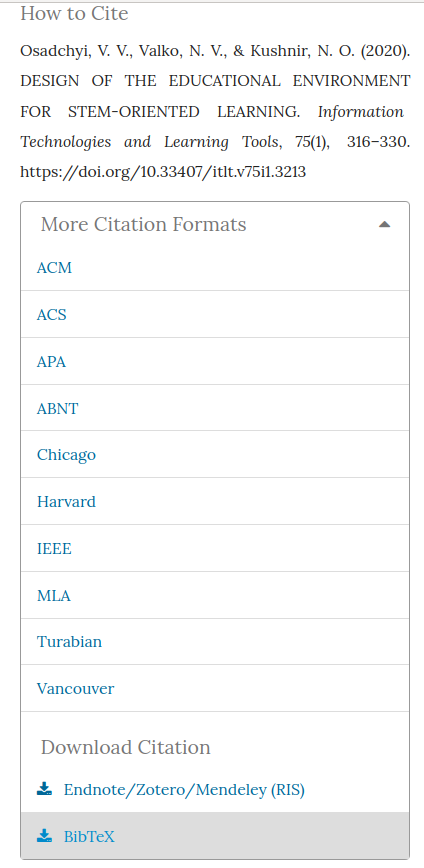 How to Cite
Osadchyi, V. V., Valko, N. V., & Kushnir, N. O. (2020).
DESIGN OF THE EDUCATIONAL ENVIRONMENT
FOR STEM-ORIENTED LEARNING. Information
Technologies and Learning Tools, 75(1), 316–330.
https://doi.org/10.33407/itlt.v75i1.3213
More Citation Formats
ACM
ACS
APA
ABNT
Chicago
Harvard
IEEE
MLA
Turabian
Vancouver
Download Citation
Endnote/Zotero/Mendeley (RIS)
BibTeX